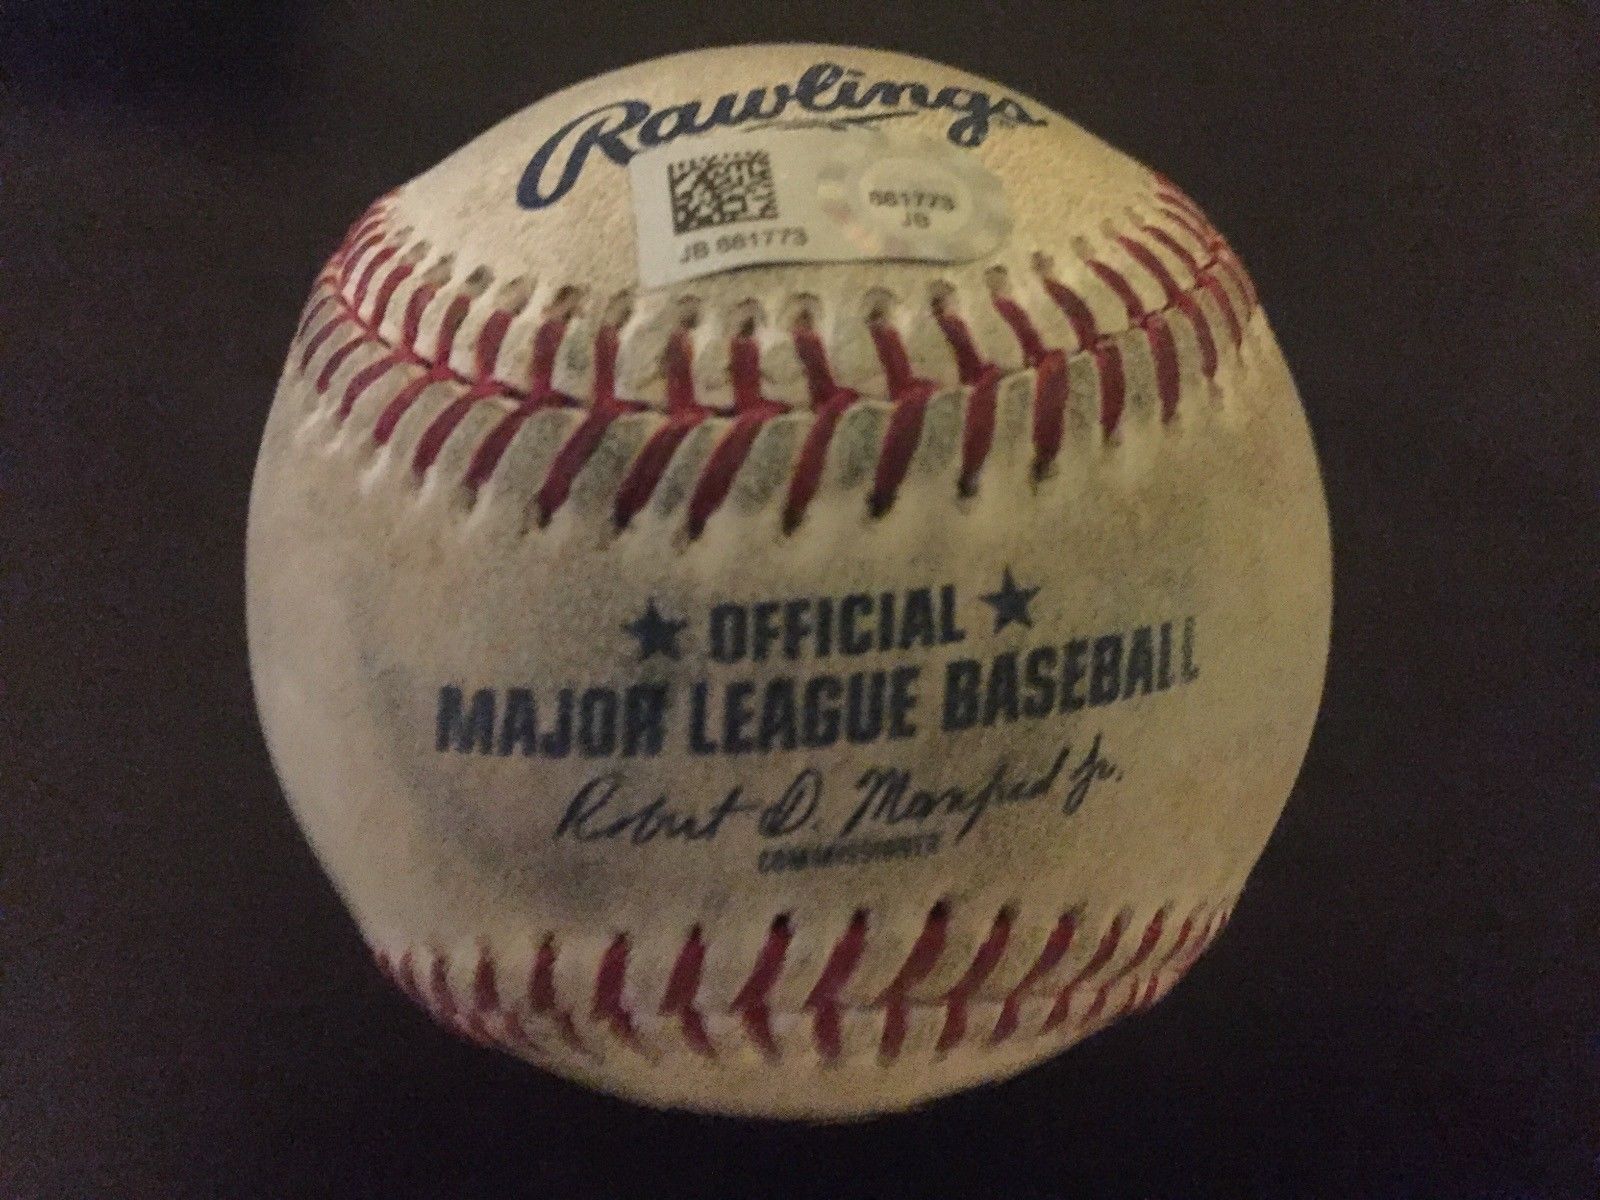 Rawlings
JB 661773
661773
JB
★ OFFICIAL ★
MAJOR LEAGUE BASEBALL
Robert D. Manfred Jr.
COMMISSIONER